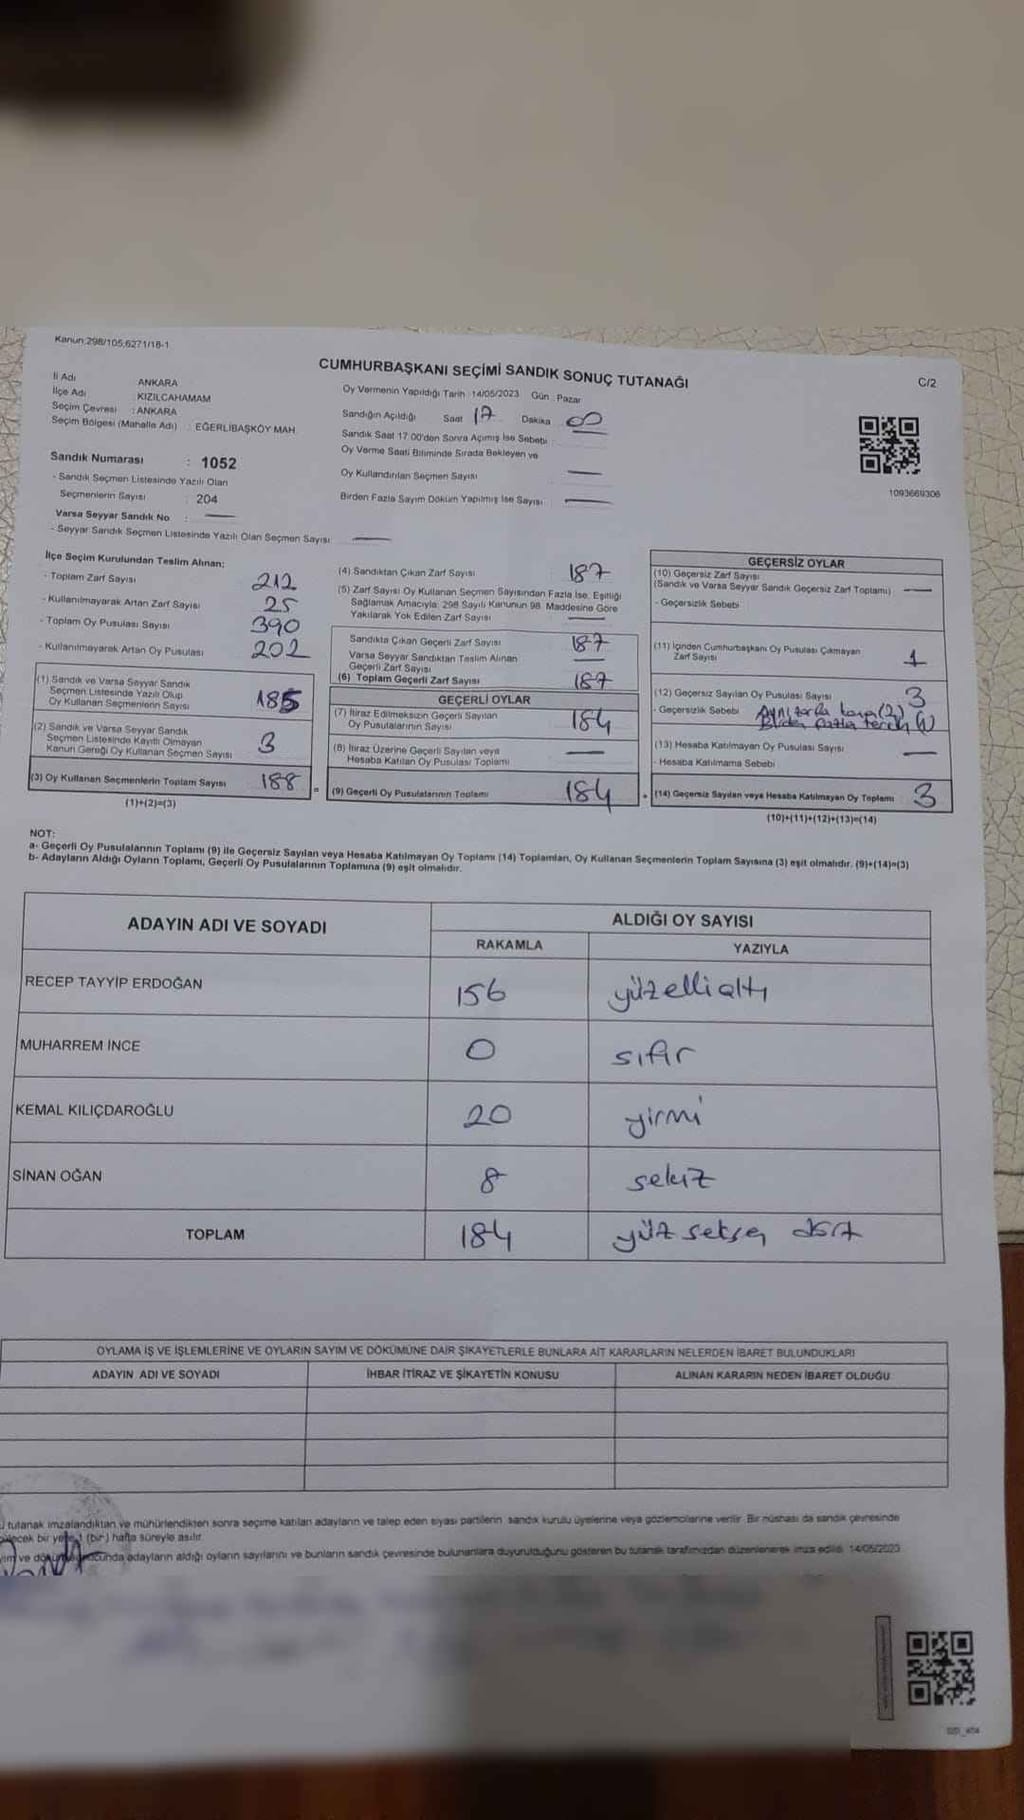 Kanun:298/105;6271/18-1
CUMHURBAŞKANI SEÇİMİ SANDIK SONUÇ TUTANAĞI
C/2
İl Adı ANKARA
İlçe Adı KIZILCAHAMAM
Seçim Çevresi : ANKARA
Seçim Bölgesi (Mahalle Adı) : EĞERLİBAŞKÖY MAH.
Sandık Numarası : 1052
- Sandık Seçmen Listesinde Yazılı Olan
Seçmenlerin Sayısı : 204
Varsa Seyyar Sandık No : —
- Seyyar Sandık Seçmen Listesinde Yazılı Olan Seçmen Sayısı —
Oy Vermenin Yapıldığı Tarih : 14/05/2023 Gün : Pazar
Sandığın Açıldığı Saat 17 Dakika 00
Sandık Saat 17.00'den Sonra Açılmış İse Sebebi
Oy Verme Saati Bitiminde Sırada Bekleyen ve
Oy Kullandırılan Seçmen Sayısı —
Birden Fazla Sayım Döküm Yapılmış İse Sayısı —
1093669306
İlçe Seçim Kurulundan Teslim Alınan:
- Toplam Zarf Sayısı 212
- Kullanılmayarak Artan Zarf Sayısı 25
- Toplam Oy Pusulası Sayısı 390
- Kullanılmayarak Artan Oy Pusulası 202
(1) Sandık ve Varsa Seyyar Sandık
Seçmen Listesinde Yazılı Olup
Oy Kullanan Seçmenlerin Sayısı 185
(2) Sandık ve Varsa Seyyar Sandık
Seçmen Listesinde Kayıtlı Olmayan
Kanun Gereği Oy Kullanan Seçmen Sayısı 3
(3) Oy Kullanan Seçmenlerin Toplam Sayısı 188 =
(1)+(2)=(3)
(4) Sandıktan Çıkan Zarf Sayısı 187
(5) Zarf Sayısı Oy Kullanan Seçmen Sayısından Fazla İse, Eşitliği
Sağlamak Amacıyla, 298 Sayılı Kanunun 98. Maddesine Göre
Yakılarak Yok Edilen Zarf Sayısı —
Sandıkta Çıkan Geçerli Zarf Sayısı 187
Varsa Seyyar Sandıktan Teslim Alınan
Geçerli Zarf Sayısı —
(6) Toplam Geçerli Zarf Sayısı 187
GEÇERLİ OYLAR
(7) İtiraz Edilmeksizin Geçerli Sayılan
Oy Pusulalarının Sayısı 184
(8) İtiraz Üzerine Geçerli Sayılan veya
Hesaba Katılan Oy Pusulası Toplamı —
(9) Geçerli Oy Pusulalarının Toplamı 184 +
GEÇERSİZ OYLAR
(10) Geçersiz Zarf Sayısı
(Sandık ve Varsa Seyyar Sandık Geçersiz Zarf Toplamı) —
- Geçersizlik Sebebi
(11) İçinden Cumhurbaşkanı Oy Pusulası Çıkmayan
Zarf Sayısı 1
(12) Geçersiz Sayılan Oy Pusulası Sayısı 3
- Geçersizlik Sebebi Aynı zarfa (2)
Birden fazla tercih (1)
(13) Hesaba Katılmayan Oy Pusulası Sayısı —
- Hesaba Katılmama Sebebi
(14) Geçersiz Sayılan veya Hesaba Katılmayan Oy Toplamı 3
(10)+(11)+(12)+(13)=(14)
NOT:
a- Geçerli Oy Pusulalarının Toplamı (9) ile Geçersiz Sayılan veya Hesaba Katılmayan Oy Toplamı (14) Toplamları, Oy Kullanan Seçmenlerin Toplam Sayısına (3) eşit olmalıdır. (9)+(14)=(3)
b- Adayların Aldığı Oyların Toplamı, Geçerli Oy Pusulalarının Toplamına (9) eşit olmalıdır.
ADAYIN ADI VE SOYADI ALDIĞI OY SAYISI
RAKAMLA YAZIYLA
RECEP TAYYİP ERDOĞAN 156 yüzellialtı
MUHARREM İNCE 0 sıfır
KEMAL KILIÇDAROĞLU 20 yirmi
SİNAN OĞAN 8 sekiz
TOPLAM 184 yüz seksen dört
OYLAMA İŞ VE İŞLEMLERİNE VE OYLARIN SAYIM VE DÖKÜMÜNE DAİR ŞİKAYETLERLE BUNLARA AİT KARARLARIN NELERDEN İBARET BULUNDUKLARI
ADAYIN ADI VE SOYADI İHBAR İTİRAZ VE ŞİKAYETİN KONUSU ALINAN KARARIN NEDEN İBARET OLDUĞU
tutanak imzalandıktan ve mühürlendikten sonra seçime katılan adayların ve talep eden siyasi partilerin sandık kurulu üyelerine veya gözlemcilerine verilir. Bir nüshası da sandık çevresinde
bir yere 1 (bir) hafta süreyle asılır.
ve adayların aldığı oyların sayılarını ve bunların sandık çevresinde bulunanlara duyurulduğunu gösteren bu tutanak tarafımızdan düzenlenerek imza edildi. 14/05/2023